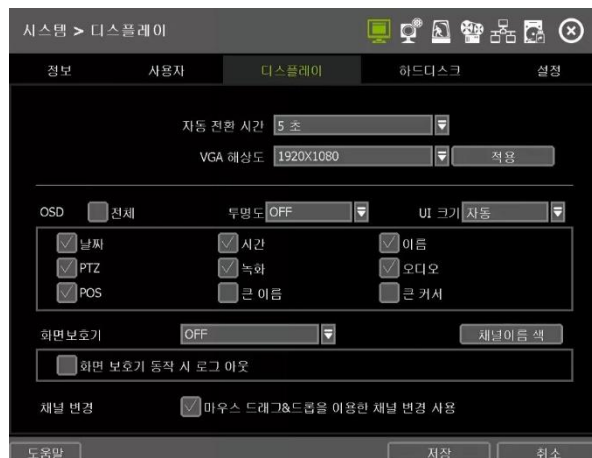 시스템 > 디스플레이
정보 사용자 디스플레이 하드디스크 설정
자동 전환 시간 5 초
VGA 해상도 1920X1080 적용
OSD 전체 투명도 OFF UI 크기 자동
날짜 시간 이름
PTZ 녹화 오디오
POS 큰 이름 큰 커서
화면보호기 OFF 채널이름 색
화면 보호기 동작 시 로그 아웃
채널 변경 마우스 드래그&드롭을 이용한 채널 변경 사용
도움말 저장 취소